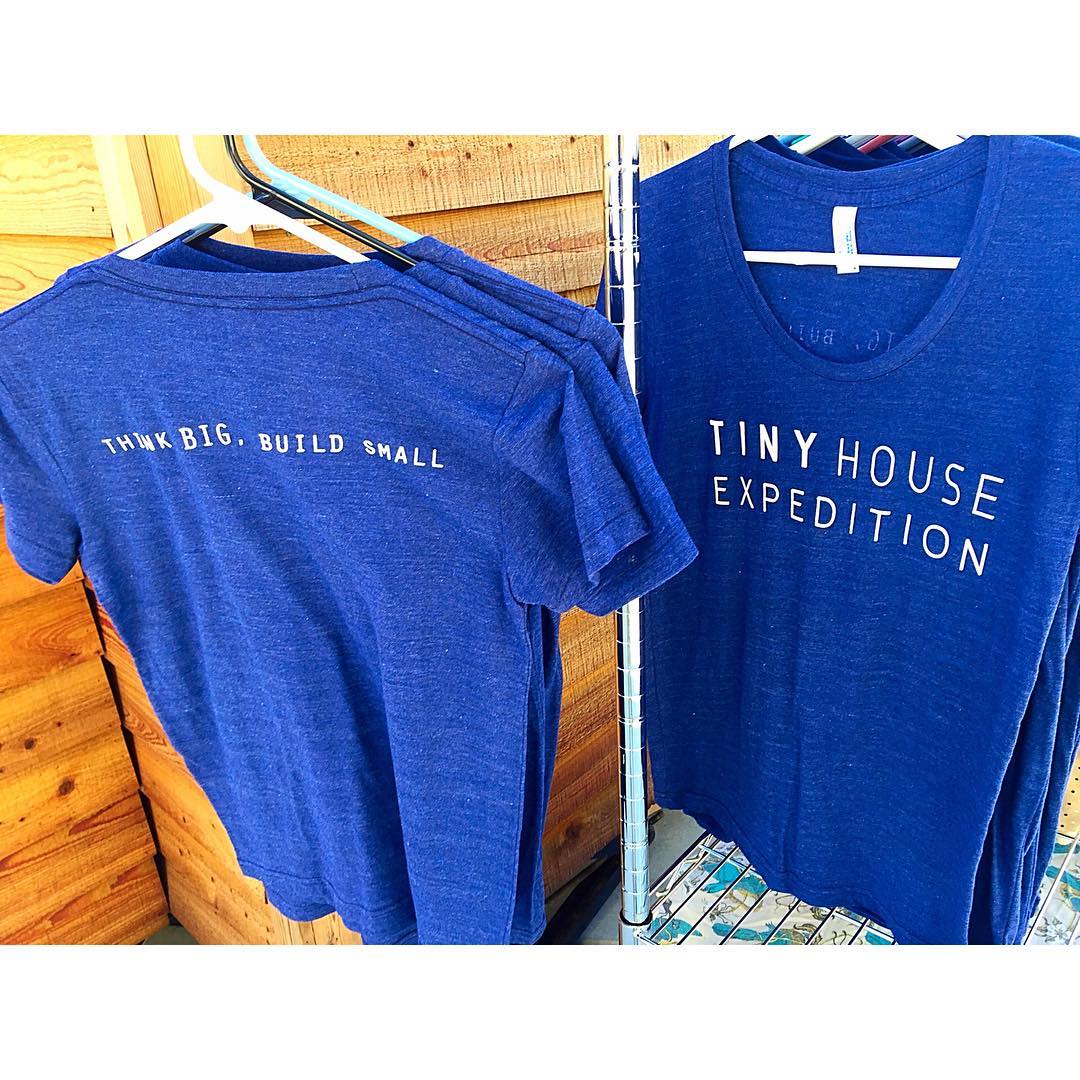 THINK BIG, BUILD SMALL
TINY HOUSE
EXPEDITION